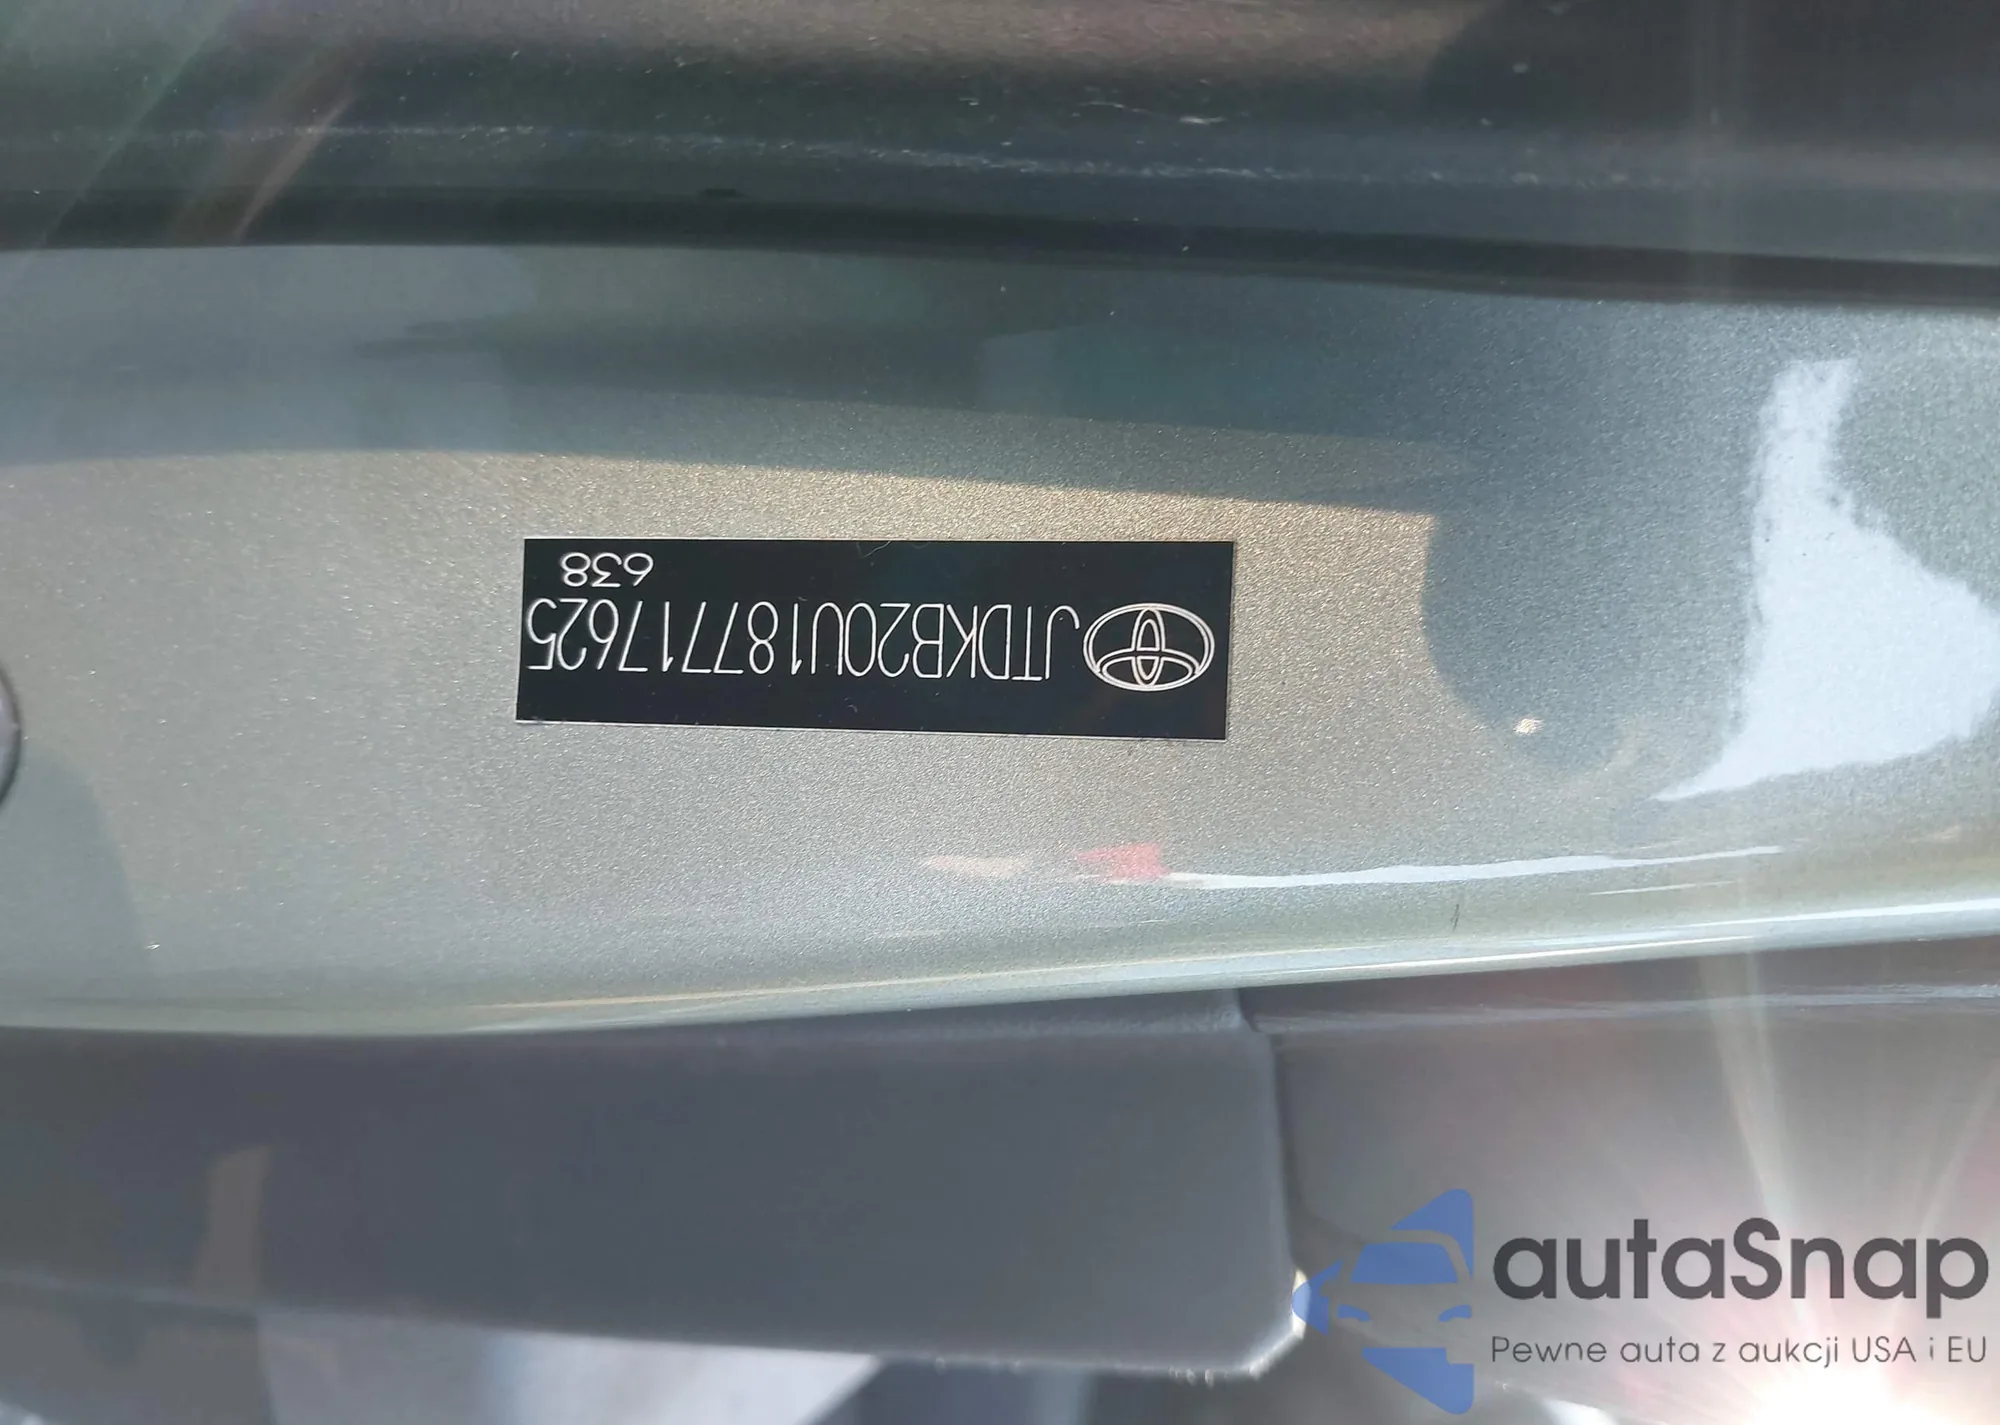 JTDKB20U187717625
638
autaSnap
Pewne auta z aukcji USA i EU